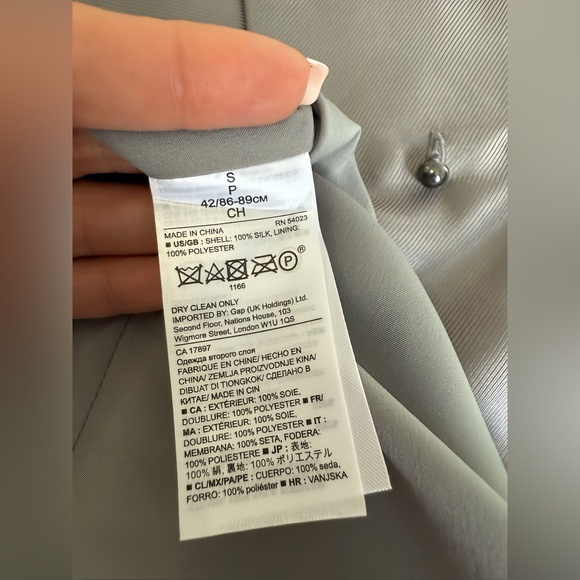 S
P
42/86-89CM
CH
MADE IN CHINA RN 54023
■ US/GB : SHELL: 100% SILK, LINING:
100% POLYESTER
P®
1166
DRY CLEAN ONLY
IMPORTED BY: Gap (UK Holdings) Ltd.
Second Floor, Nations House, 103
Wigmore Street, London W1U 1QS
CA 17897
Одежда второго слоя
FABRIQUE EN CHINE/ HECHO EN
CHINA/ ZEMLJA PROIZVODNJE KINA/
DIBUAT DI TIONGKOK/ СДЕЛАНО В
КИТАЕ/ MADE IN CIN
■ CA : EXTÉRIEUR: 100% SOIE,
DOUBLURE: 100% POLYESTER ■ FR/
MA : EXTÉRIEUR: 100% SOIE,
DOUBLURE: 100% POLYESTER ■ IT :
MEMBRANA: 100% SETA, FODERA:
100% POLIESTERE ■ JP : 表地:
100% 絹, 裏地: 100% ポリエステル
■ CL/MX/PA/PE : CUERPO: 100% seda,
FORRO: 100% poliéster ■ HR : VANJSKA